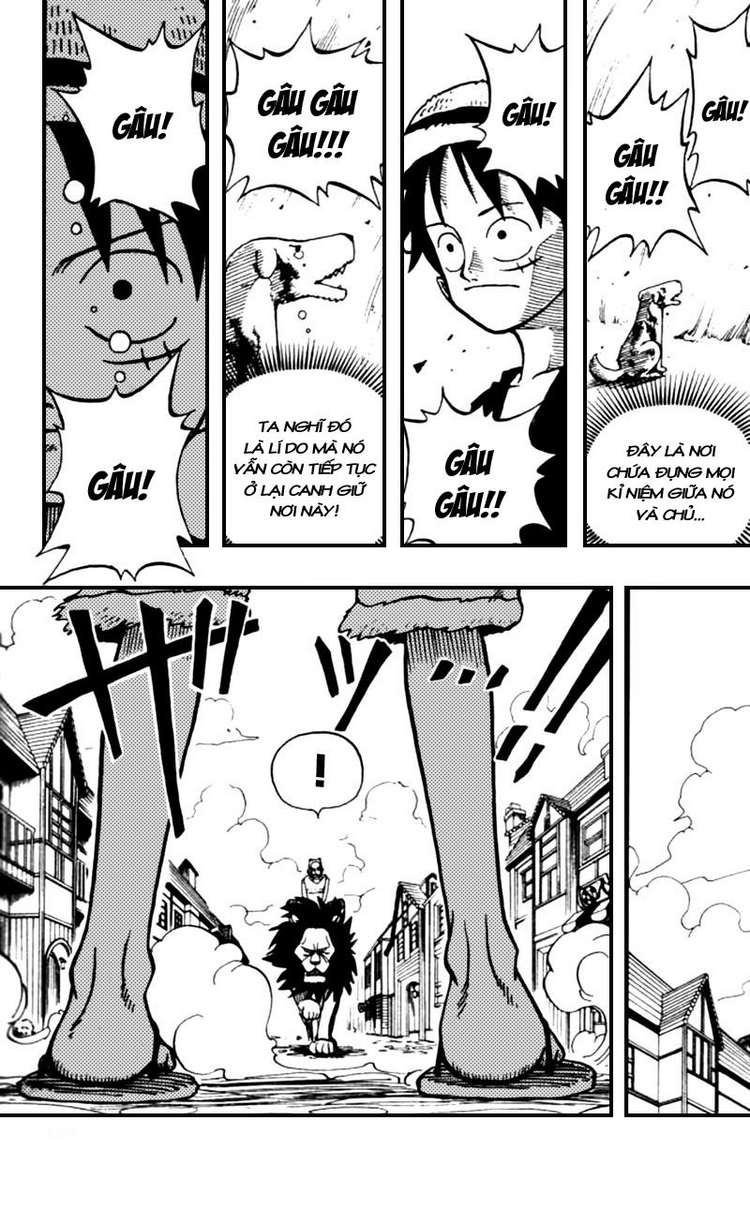 GÂU!
GÂU
GÂU!!
ĐÂY LÀ NƠI
CHỨA ĐỰNG MỌI
KỈ NIỆM GIỮA NÓ
VÀ CHỦ...
GÂU!
GÂU
GÂU!!
GÂU GÂU
GÂU!!!
TA NGHĨ ĐÓ
LÀ LÍ DO MÀ NÓ
VẪN CÒN TIẾP TỤC
Ở LẠI CANH GIỮ
NƠI NÀY!
GÂU!
GÂU!
!